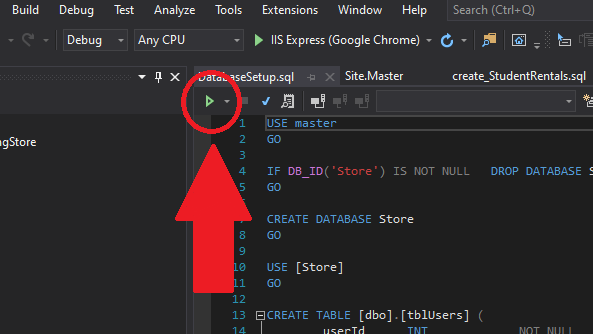 Build Debug Test Analyze Tools Extensions Window Help Search (Ctrl+Q)
Debug Any CPU IIS Express (Google Chrome)
DatabaseSetup.sql Site.Master create_StudentRentals.sql
1 USE master
2 GO
ngStore
4 IF DB_ID('Store') IS NOT NULL DROP DATABASE S
5 GO
7 CREATE DATABASE Store
8 GO
10 USE [Store]
11 GO
12
13 CREATE TABLE [dbo].[tblUsers] (
14 userId INT NOT NULL